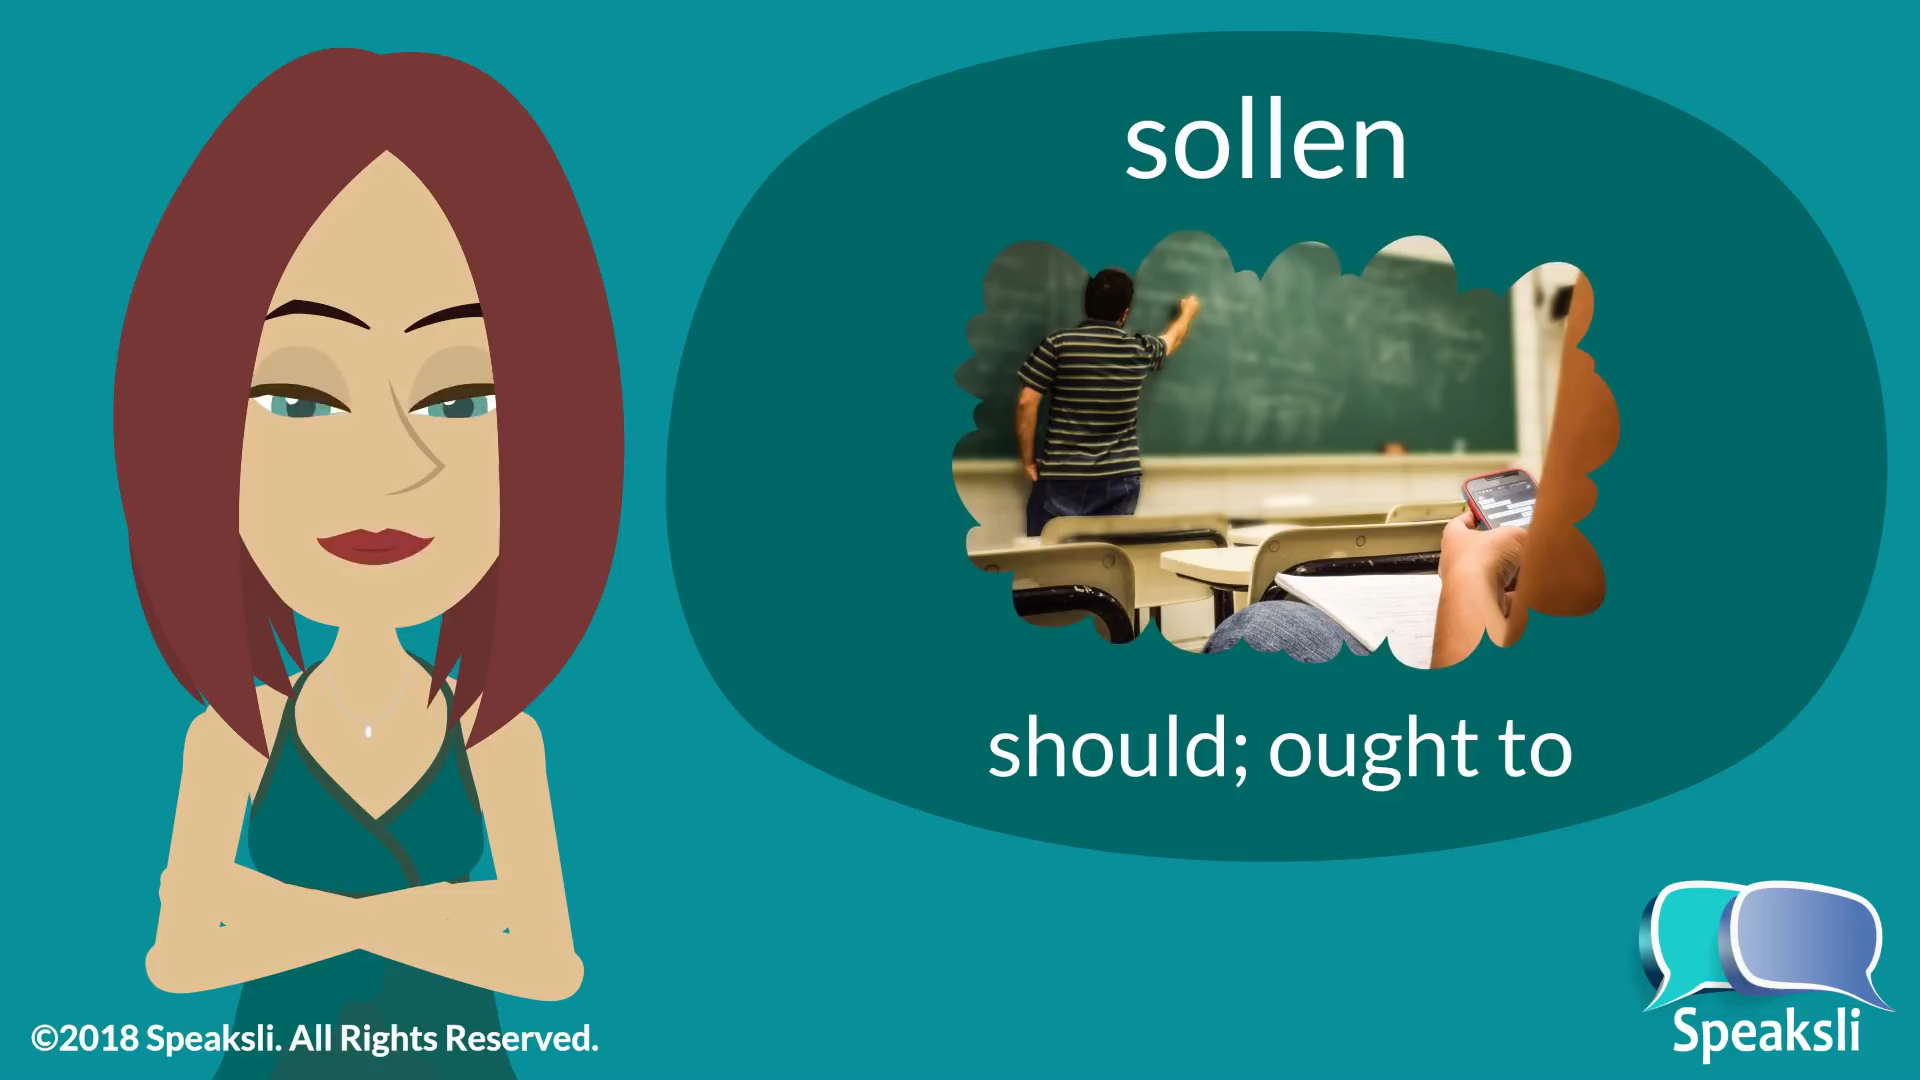 sollen
should; ought to
©2018 Speaksli. All Rights Reserved.
Speaksli